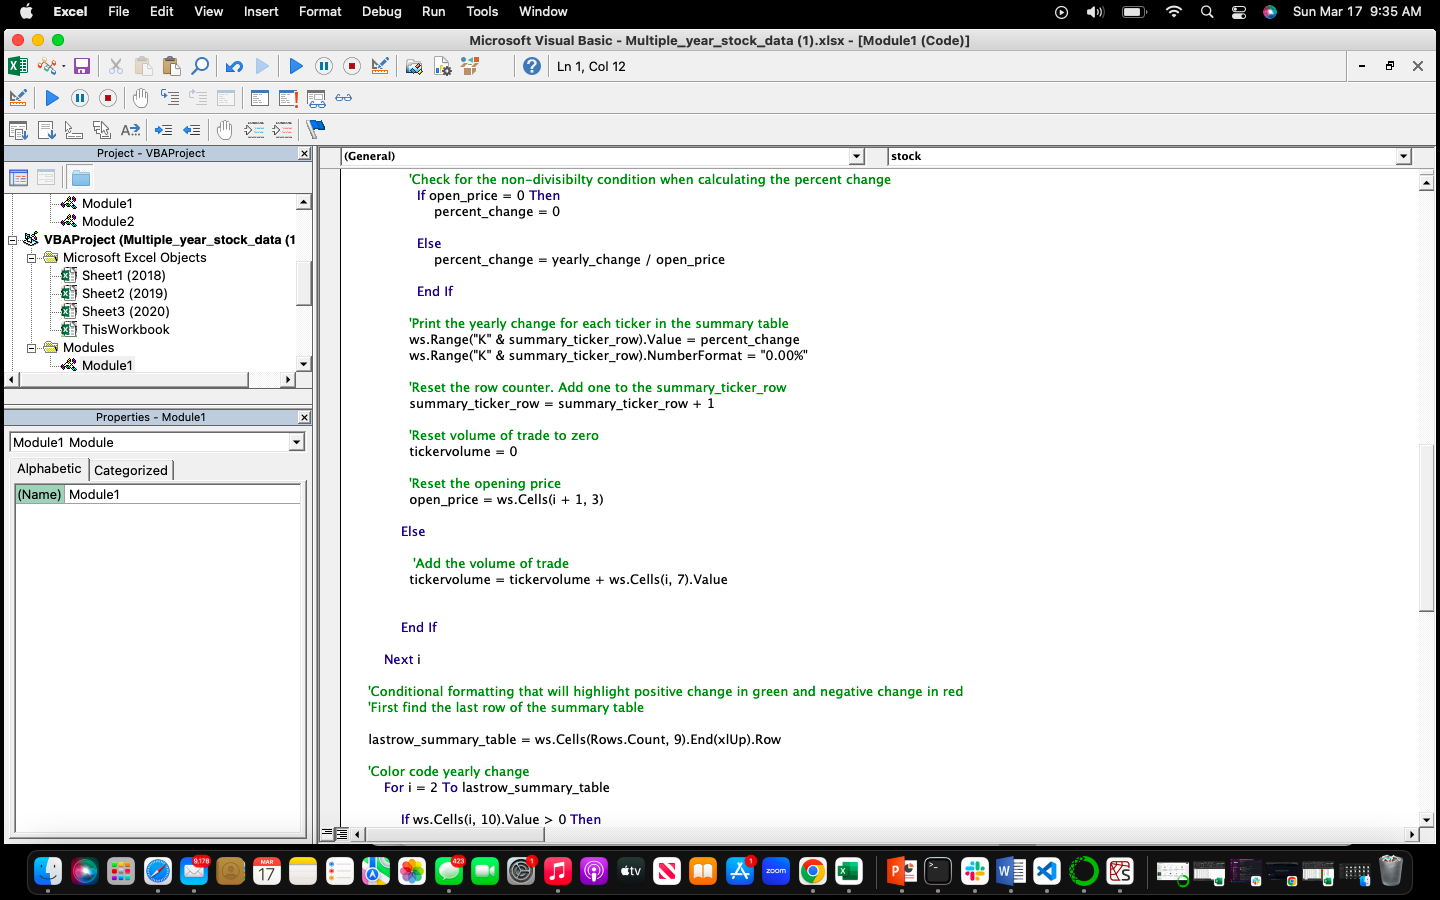 Excel File Edit View Insert Format Debug Run Tools Window Sun Mar 17 9:35 AM
Microsoft Visual Basic - Multiple_year_stock_data (1).xlsx - [Module1 (Code)]
Ln 1, Col 12
Project - VBAProject
(General)
stock
Module1
Module2
VBAProject (Multiple_year_stock_data (1
Microsoft Excel Objects
Sheet1 (2018)
Sheet2 (2019)
Sheet3 (2020)
ThisWorkbook
Modules
Module1
Properties - Module1
Module1 Module
Alphabetic Categorized
(Name) Module1
'Check for the non-divisibilty condition when calculating the percent change
If open_price = 0 Then
percent_change = 0
Else
percent_change = yearly_change / open_price
End If
'Print the yearly change for each ticker in the summary table
ws.Range("K" & summary_ticker_row).Value = percent_change
ws.Range("K" & summary_ticker_row).NumberFormat = "0.00%"
'Reset the row counter. Add one to the summary_ticker_row
summary_ticker_row = summary_ticker_row + 1
'Reset volume of trade to zero
tickervolume = 0
'Reset the opening price
open_price = ws.Cells(i + 1, 3)
Else
'Add the volume of trade
tickervolume = tickervolume + ws.Cells(i, 7).Value
End If
Next i
'Conditional formatting that will highlight positive change in green and negative change in red
'First find the last row of the summary table
lastrow_summary_table = ws.Cells(Rows.Count, 9).End(xlUp).Row
'Color code yearly change
For i = 2 To lastrow_summary_table
If ws.Cells(i, 10).Value > 0 Then
9,178
MAR
17
423
1
tv
1
zoom